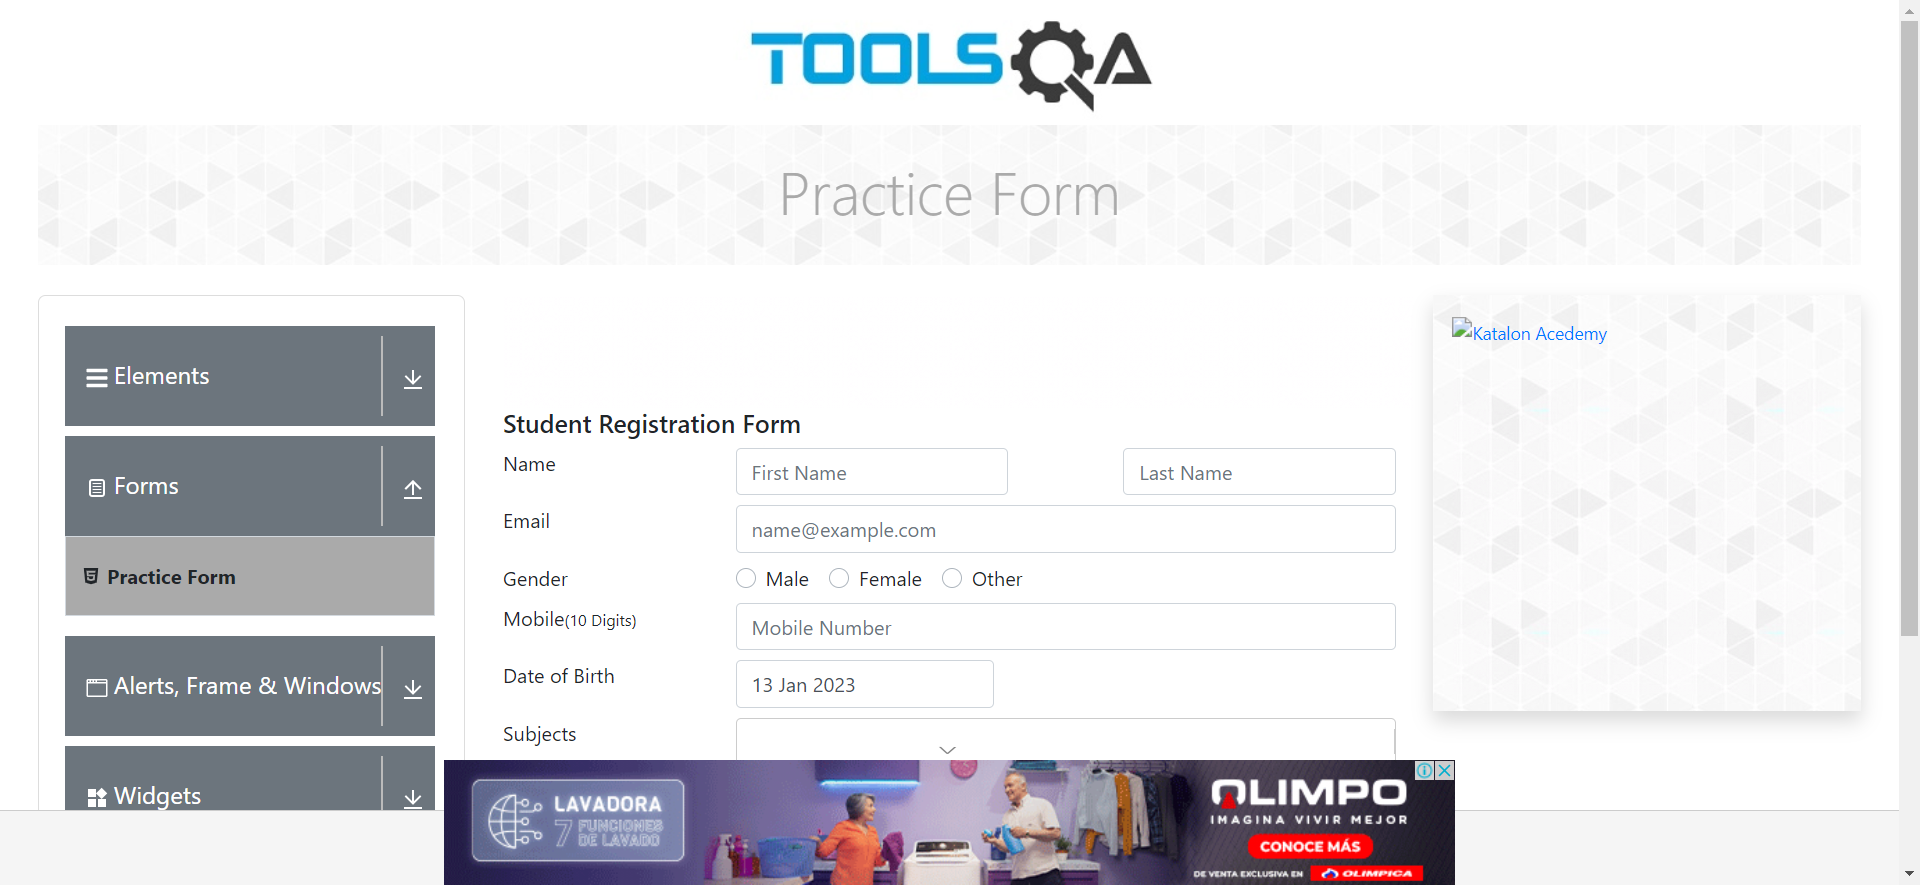 TOOLSQA
Practice Form
Elements
Forms
Practice Form
Alerts, Frame & Windows
Widgets
Student Registration Form
Name
First Name
Last Name
Email
name@example.com
Gender
Male
Female
Other
Mobile(10 Digits)
Mobile Number
Date of Birth
13 Jan 2023
Subjects
Katalon Acedemy
LAVADORA
7 FUNCIONES
DE LAVADO
OLIMPO
IMAGINA VIVIR MEJOR
CONOCE MÁS
DE VENTA EXCLUSIVA EN OLIMPICA